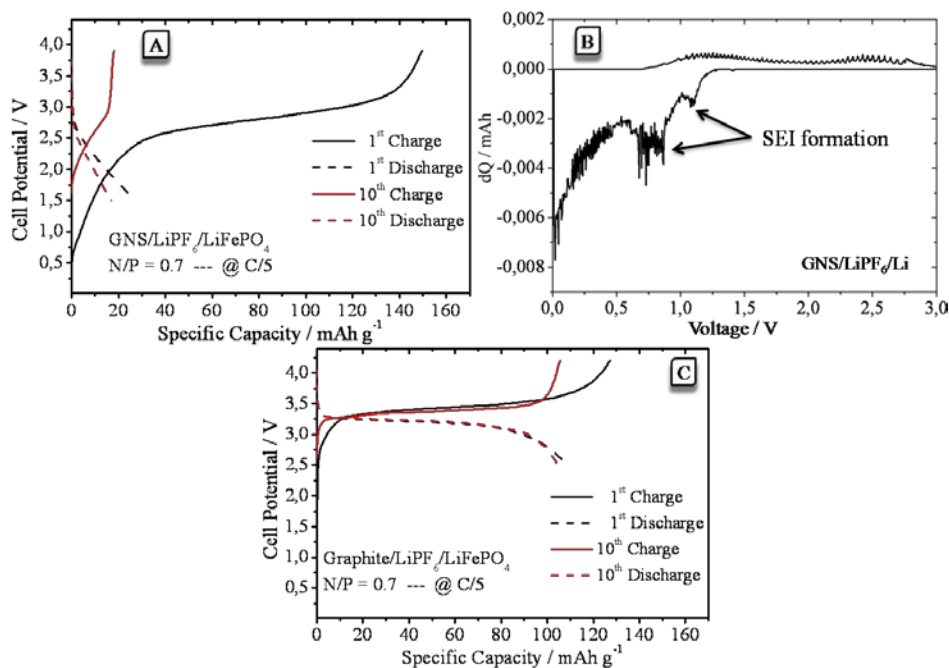 A
Cell Potential / V
4,0
3,5
3,0
2,5
2,0
1,5
1,0
0,5
1st Charge
1st Discharge
10th Charge
10th Discharge
GNS/LiPF6/LiFePO4
N/P = 0.7 --- @ C/5
0 20 40 60 80 100 120 140 160
Specific Capacity / mAh g-1
B
dQ / mAh
0,002
0,000
-0,002
-0,004
-0,006
-0,008
SEI formation
GNS/LiPF6/Li
0,0 0,5 1,0 1,5 2,0 2,5 3,0
Voltage / V
C
Cell Potential / V
4,0
3,5
3,0
2,5
2,0
1,5
1,0
0,5
1st Charge
1st Discharge
10th Charge
10th Discharge
Graphite/LiPF6/LiFePO4
N/P = 0.7 --- @ C/5
0 20 40 60 80 100 120 140 160
Specific Capacity / mAh g-1